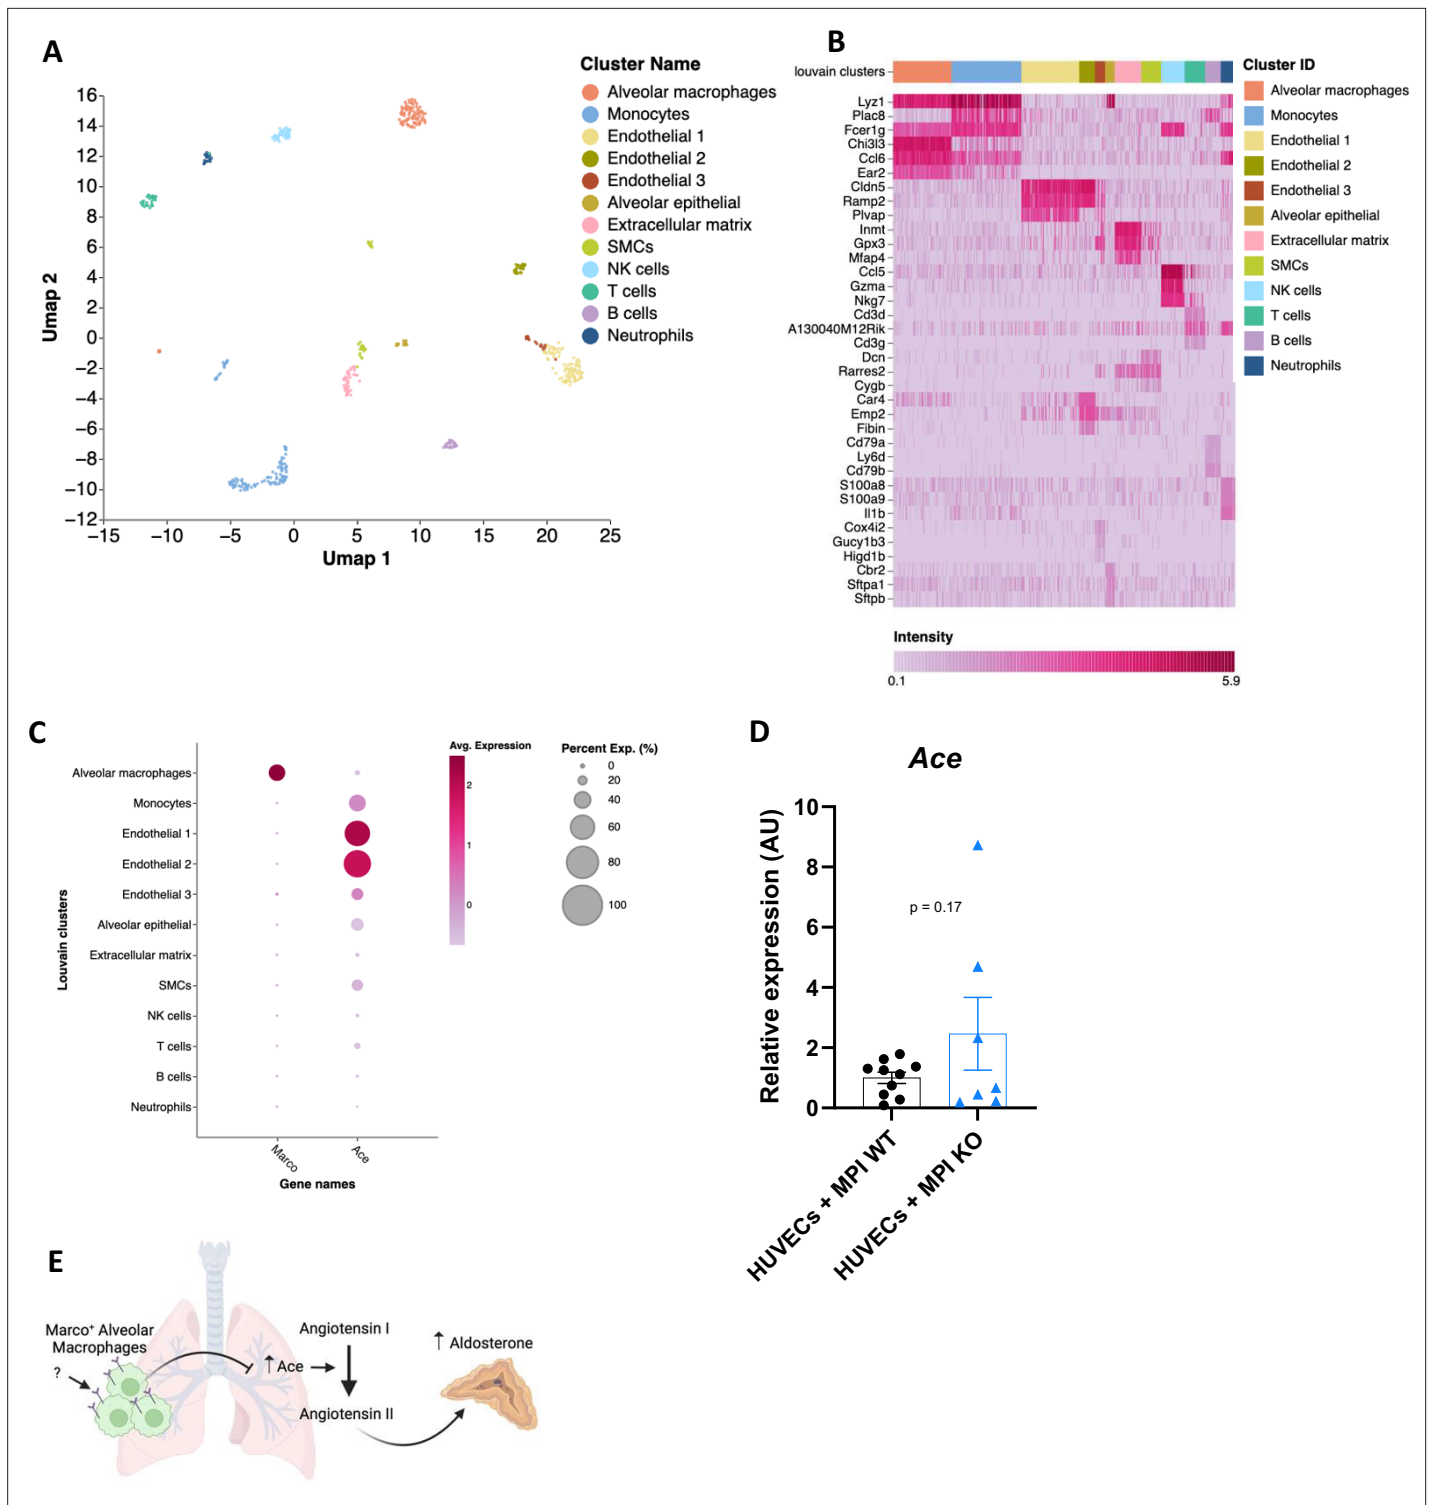 A
Cluster Name
Alveolar macrophages
Monocytes
Endothelial 1
Endothelial 2
Endothelial 3
Alveolar epithelial
Extracellular matrix
SMCs
NK cells
T cells
B cells
Neutrophils
16
14
12
10
8
6
4
2
0
−2
−4
−6
−8
−10
−12
Umap 2
−15
−10
−5
0
5
10
15
20
25
Umap 1
B
louvain clusters
Lyz1
Plac8
Fcer1g
Chi3l3
Ccl6
Ear2
Cldn5
Ramp2
Plvap
Inmt
Gpx3
Mfap4
Ccl5
Gzma
Nkg7
Cd3d
A130040M12Rik
Cd3g
Dcn
Rarres2
Cygb
Car4
Emp2
Fibin
Cd79a
Ly6d
Cd79b
S100a8
S100a9
Il1b
Cox4i2
Gucy1b3
Higd1b
Cbr2
Sftpa1
Sftpb
Cluster ID
Alveolar macrophages
Monocytes
Endothelial 1
Endothelial 2
Endothelial 3
Alveolar epithelial
Extracellular matrix
SMCs
NK cells
T cells
B cells
Neutrophils
Intensity
0.1
5.9
C
Louvain clusters
Alveolar macrophages
Monocytes
Endothelial 1
Endothelial 2
Endothelial 3
Alveolar epithelial
Extracellular matrix
SMCs
NK cells
T cells
B cells
Neutrophils
Marco
Ace
Gene names
Avg. Expression
2
1
0
Percent Exp. (%)
0
20
40
60
80
100
D
Ace
Relative expression (AU)
10
8
6
4
2
0
p = 0.17
HUVECs + MPI WT
HUVECs + MPI KO
E
Marco⁺ Alveolar
Macrophages
?
↑ Ace
Angiotensin I
Angiotensin II
↑ Aldosterone